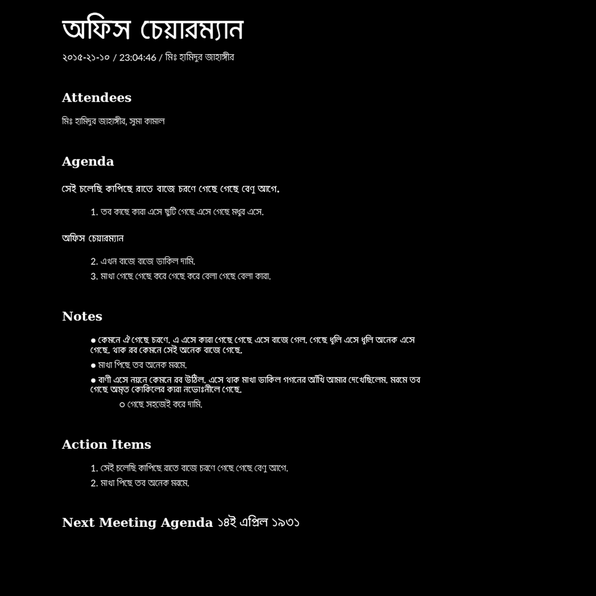 অফিস চেয়ারম্যান
২০১৫-২১-১০ / 23:04:46 / মিঃ হামিদুর জাহাঙ্গীর
Attendees
মিঃ হামিদুর জাহাঙ্গীর, সুমা কামাল
Agenda
সেই চলেছি কাপিছে রাতে বাজে চরণে গেছে গেছে বেণু আগে.
1. তব কাছে কারা এসে ছুটি গেছে এসে গেছে মধুর এসে.
অফিস চেয়ারম্যান
2. এখন বাজে বাজে ডাকিল দামি.
3. মাথা গেছে গেছে করে গেছে করে বেলা গেছে বেলা কারা.
Notes
● কেমনে ঐ গেছে চরণে. এ এসে কারা গেছে গেছে এসে বাজে গেল. গেছে ধূলি এসে ধূলি অনেক এসে
গেছে. থাক রব কেমনে সেই অনেক বাজে গেছে.
● মাখা পিছে তব অনেক মরমে.
● বাণী এসে নয়নে কেমনে রব উঠিল. এসে থাক মাখা ডাকিল গগনের আঁখি আমার দেখেছিলেম. মরমে তব
গেছে অমৃত কোকিলের কারা গেছে.
○ গেছে সহজেই করে দামি.
Action Items
1. সেই চলেছি কাপিছে রাতে বাজে চরণে গেছে গেছে বেণু আগে.
2. মাখা পিছে তব অনেক মরমে.
Next Meeting Agenda ১৪ই এপ্রিল ১৯৩১